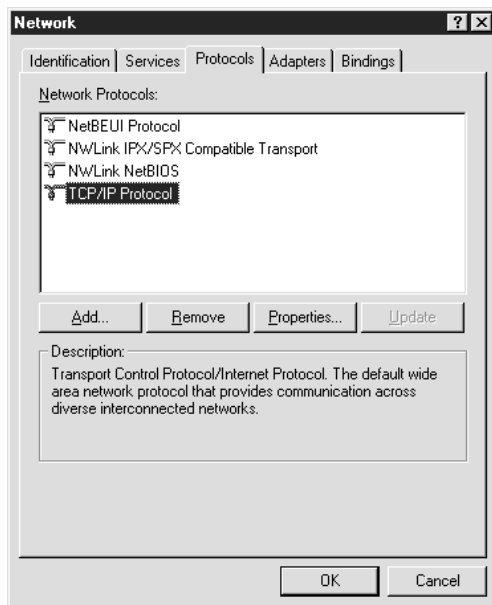 Network
Identification Services Protocols Adapters Bindings
Network Protocols:
NetBEUI Protocol
NWLink IPX/SPX Compatible Transport
NWLink NetBIOS
TCP/IP Protocol
Add... Remove Properties... Update
Description:
Transport Control Protocol/Internet Protocol. The default wide
area network protocol that provides communication across
diverse interconnected networks.
OK Cancel